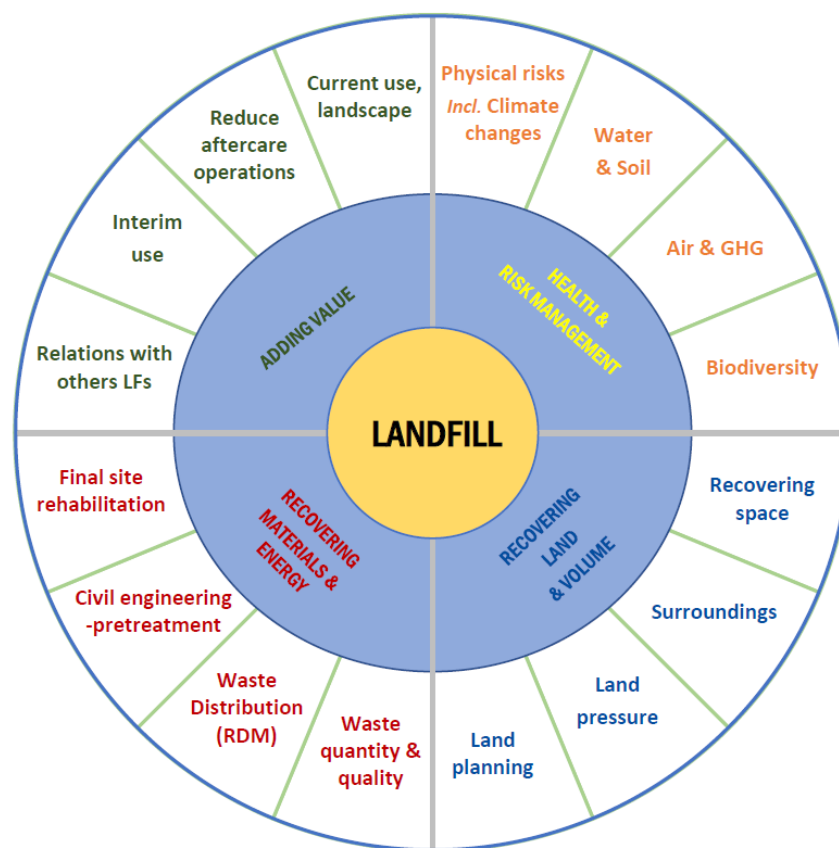 Current use,
landscape
Physical risks
Incl. Climate
changes
Reduce
aftercare
operations
Water
& Soil
Interim
use
Air & GHG
Relations with
others LFs
Biodiversity
ADDING VALUE
HEALTH &
RISK MANAGEMENT
LANDFILL
RECOVERING
MATERIALS &
ENERGY
RECOVERING
LAND
& VOLUME
Final site
rehabilitation
Recovering
space
Civil engineering
-pretreatment
Surroundings
Waste
Distribution
(RDM)
Land
pressure
Waste
quantity &
quality
Land
planning